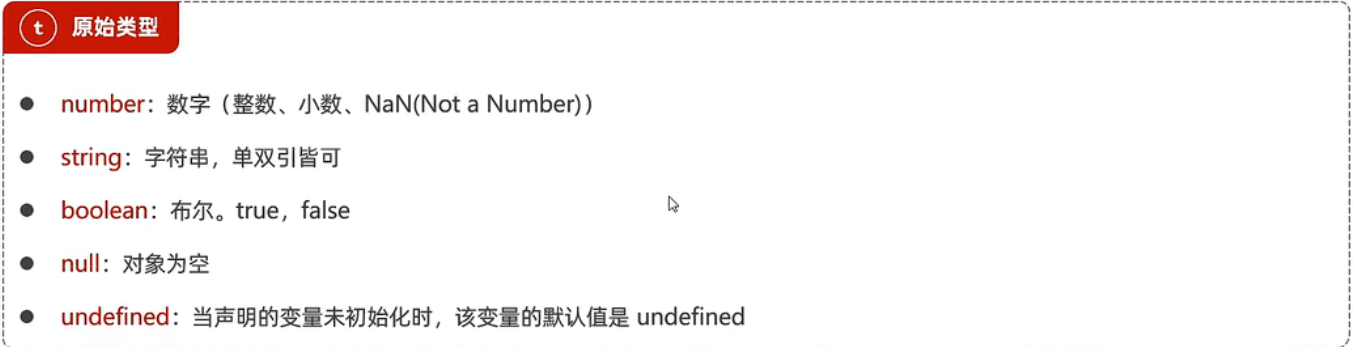 t 原始类型
● number：数字（整数、小数、NaN(Not a Number)）
● string：字符串，单双引皆可
● boolean：布尔。true，false
● null：对象为空
● undefined：当声明的变量未初始化时，该变量的默认值是 undefined